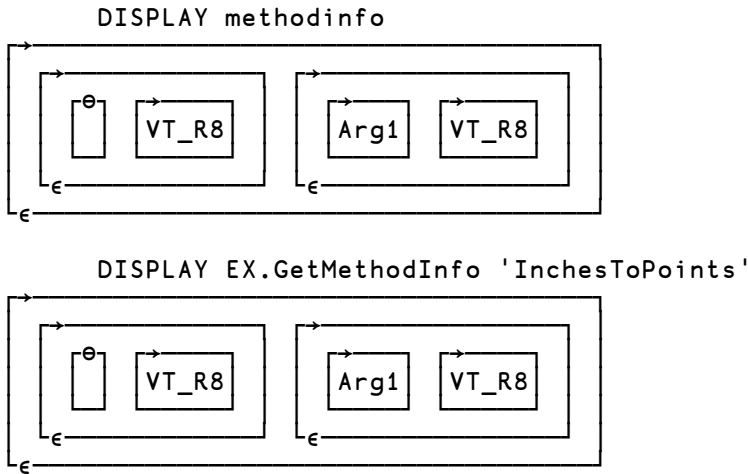 DISPLAY methodinfo
┌→──────────────────────────────────┐
│ ┌→────────────┐ ┌→──────────────┐ │
│ │ ┌⊖┐ ┌→────┐ │ │ ┌→───┐ ┌→────┐ │ │
│ │ │ │ │VT_R8│ │ │ │Arg1│ │VT_R8│ │ │
│ │ └─┘ └─────┘ │ │ └────┘ └─────┘ │ │
│ └∊────────────┘ └∊──────────────┘ │
└∊──────────────────────────────────┘
DISPLAY EX.GetMethodInfo 'InchesToPoints'
┌→──────────────────────────────────┐
│ ┌→────────────┐ ┌→──────────────┐ │
│ │ ┌⊖┐ ┌→────┐ │ │ ┌→───┐ ┌→────┐ │ │
│ │ │ │ │VT_R8│ │ │ │Arg1│ │VT_R8│ │ │
│ │ └─┘ └─────┘ │ │ └────┘ └─────┘ │ │
│ └∊────────────┘ └∊──────────────┘ │
└∊──────────────────────────────────┘